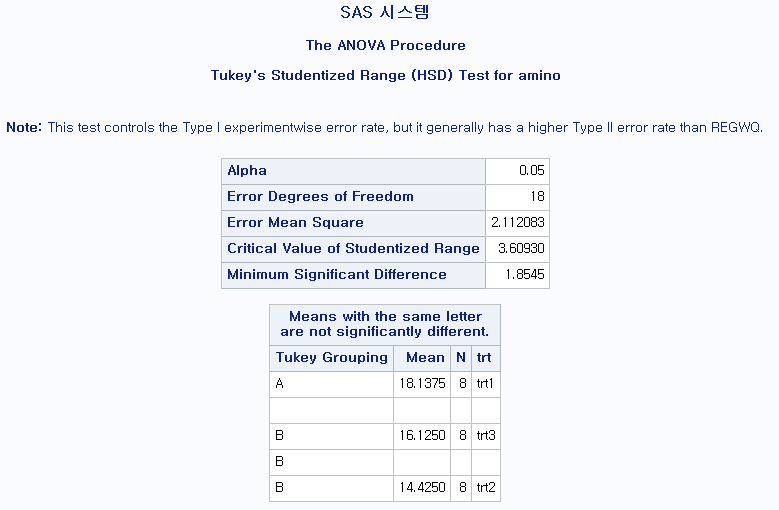 SAS 시스템
The ANOVA Procedure
Tukey's Studentized Range (HSD) Test for amino
Note: This test controls the Type I experimentwise error rate, but it generally has a higher Type II error rate than REGWQ.
Alpha 0.05
Error Degrees of Freedom 18
Error Mean Square 2.112083
Critical Value of Studentized Range 3.60930
Minimum Significant Difference 1.8545
Means with the same letter
are not significantly different.
Tukey Grouping Mean N trt
A 18.1375 8 trt1
B 16.1250 8 trt3
B
B 14.4250 8 trt2